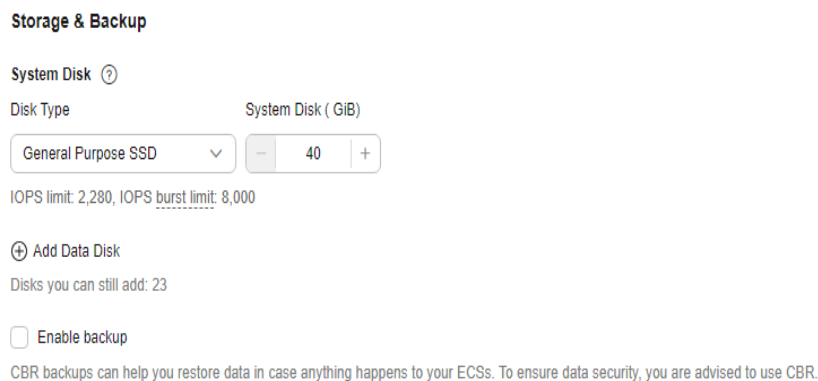 Storage & Backup
System Disk ?
Disk Type System Disk ( GiB)
General Purpose SSD − 40 +
IOPS limit: 2,280, IOPS burst limit: 8,000
+ Add Data Disk
Disks you can still add: 23
Enable backup
CBR backups can help you restore data in case anything happens to your ECSs. To ensure data security, you are advised to use CBR.